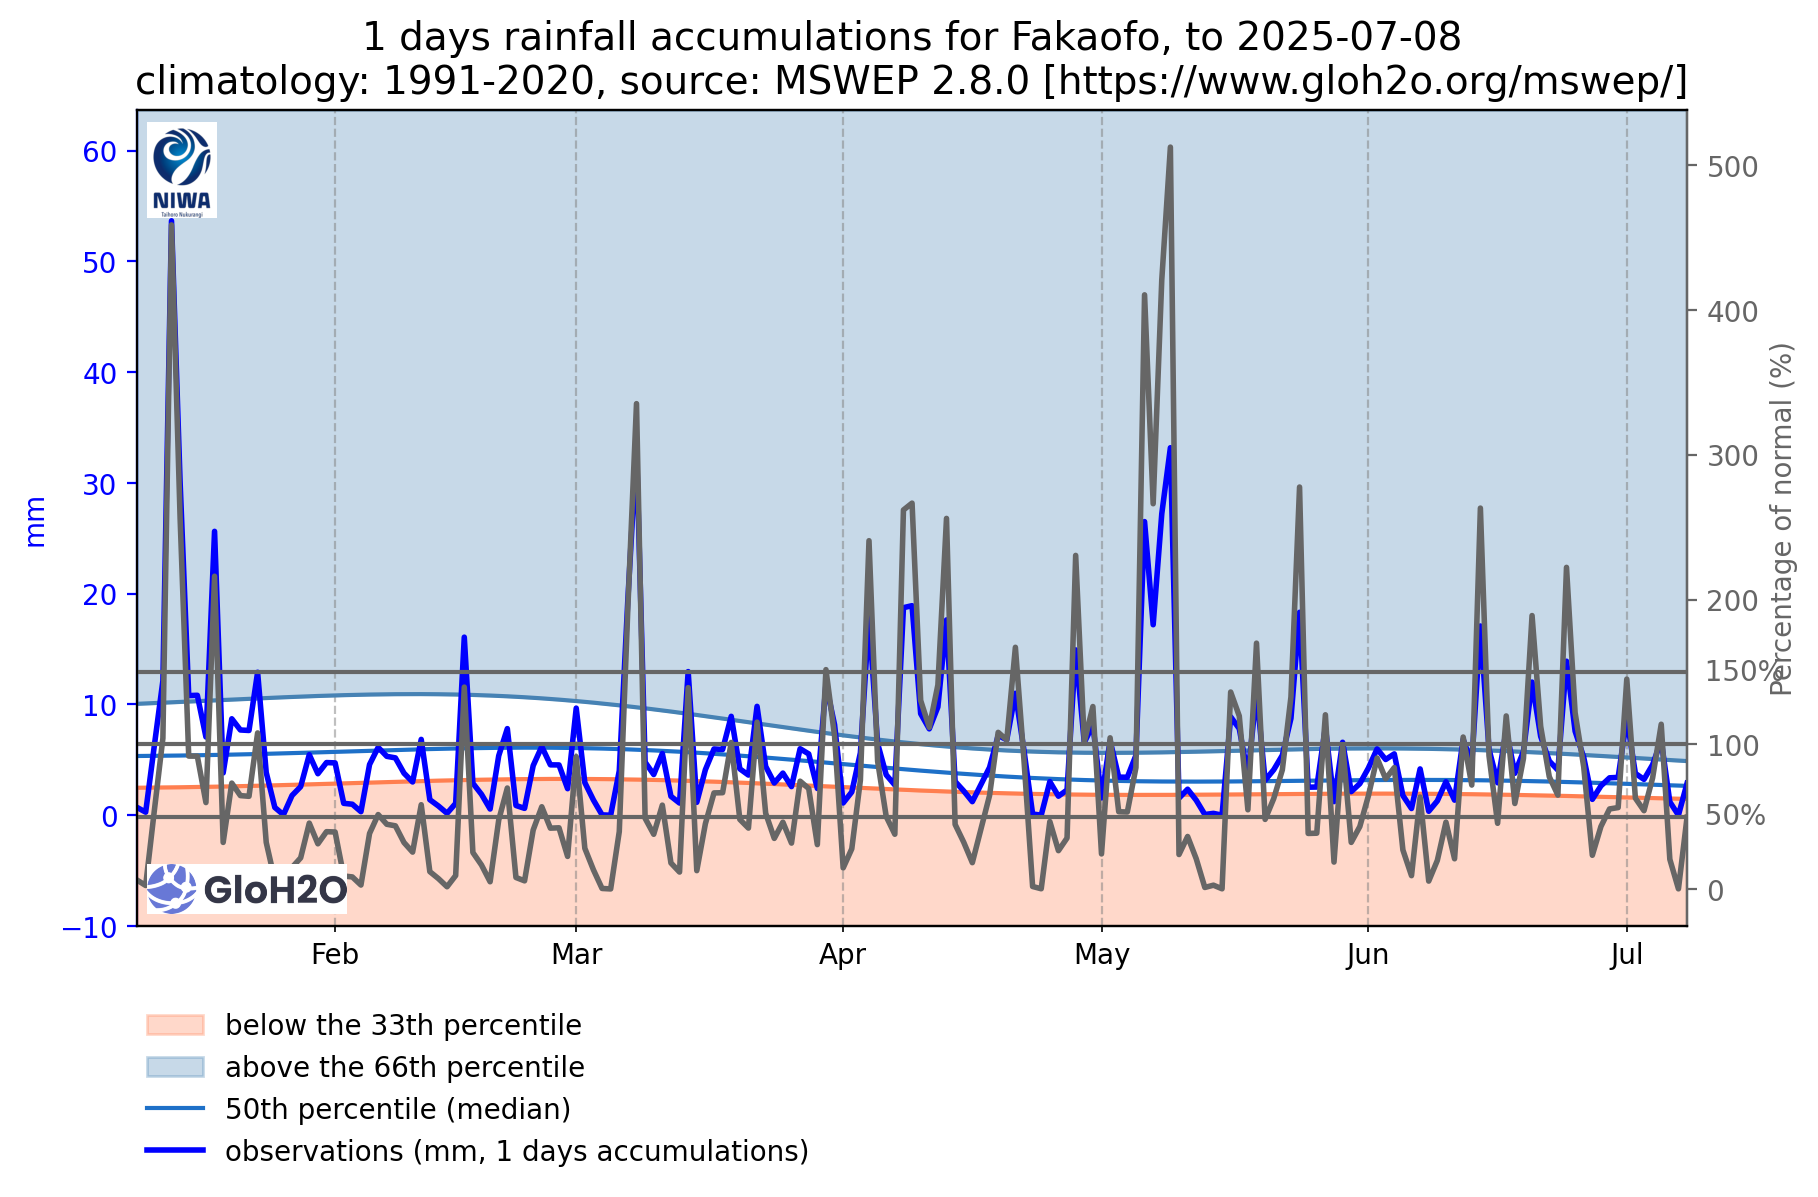 1 days rainfall accumulations for Fakaofo, to 2025-07-08
climatology: 1991-2020, source: MSWEP 2.8.0 [https://www.gloh2o.org/mswep/]
60
50
40
30
20
10
0
−10
mm
NIWA
Taihoro Nukurangi
GloH2O
500
400
300
200
150%
100
50%
0
Percentage of normal (%)
Feb
Mar
Apr
May
Jun
Jul
below the 33th percentile
above the 66th percentile
50th percentile (median)
observations (mm, 1 days accumulations)